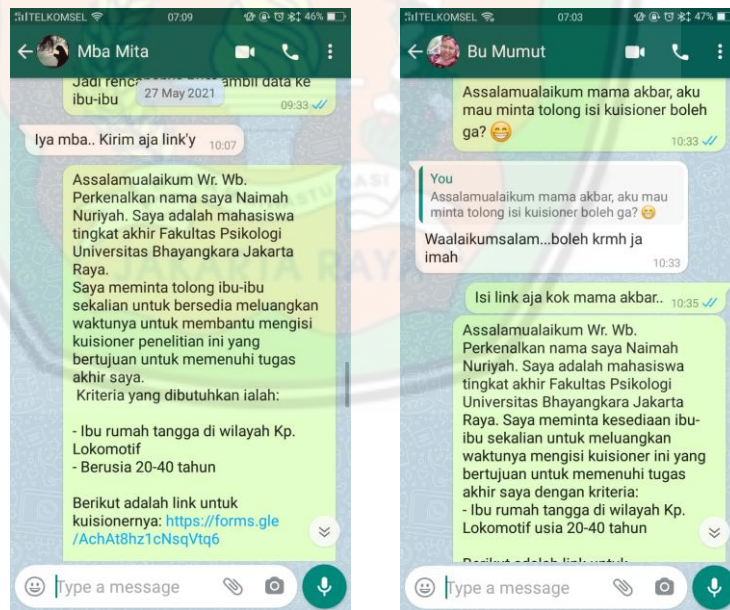 TELKOMSEL 07:09 46%
Mba Mita
Jadi ambil data ke
ibu-ibu 09:33
27 May 2021
Iya mba.. Kirim aja link'y 10:07
Assalamualaikum Wr. Wb.
Perkenalkan nama saya Naimah
Nuriyah. Saya adalah mahasiswa
tingkat akhir Fakultas Psikologi
Universitas Bhayangkara Jakarta
Raya.
Saya meminta tolong ibu-ibu
sekalian untuk bersedia meluangkan
waktunya untuk membantu mengisi
kuisioner penelitian ini yang
bertujuan untuk memenuhi tugas
akhir saya.
Kriteria yang dibutuhkan ialah:
- Ibu rumah tangga di wilayah Kp.
Lokomotif
- Berusia 20-40 tahun
Berikut adalah link untuk
kuisionernya: https://forms.gle
/AchAt8hz1cNsqVtq6
Type a message
TELKOMSEL 07:03 47%
Bu Mumut
Assalamualaikum mama akbar, aku
mau minta tolong isi kuisioner boleh
ga? 😁 10:33
You
Assalamualaikum mama akbar, aku mau
minta tolong isi kuisioner boleh ga? 😁
Waalaikumsalam...boleh krmh ja
imah 10:33
Isi link aja kok mama akbar.. 10:35
Assalamualaikum Wr. Wb.
Perkenalkan nama saya Naimah
Nuriyah. Saya adalah mahasiswa
tingkat akhir Fakultas Psikologi
Universitas Bhayangkara Jakarta
Raya. Saya meminta kesediaan ibu-
ibu sekalian untuk meluangkan
waktunya mengisi kuisioner ini yang
bertujuan untuk memenuhi tugas
akhir saya dengan kriteria:
- Ibu rumah tangga di wilayah Kp.
Lokomotif usia 20-40 tahun
Type a message
JAKARTA RAYA